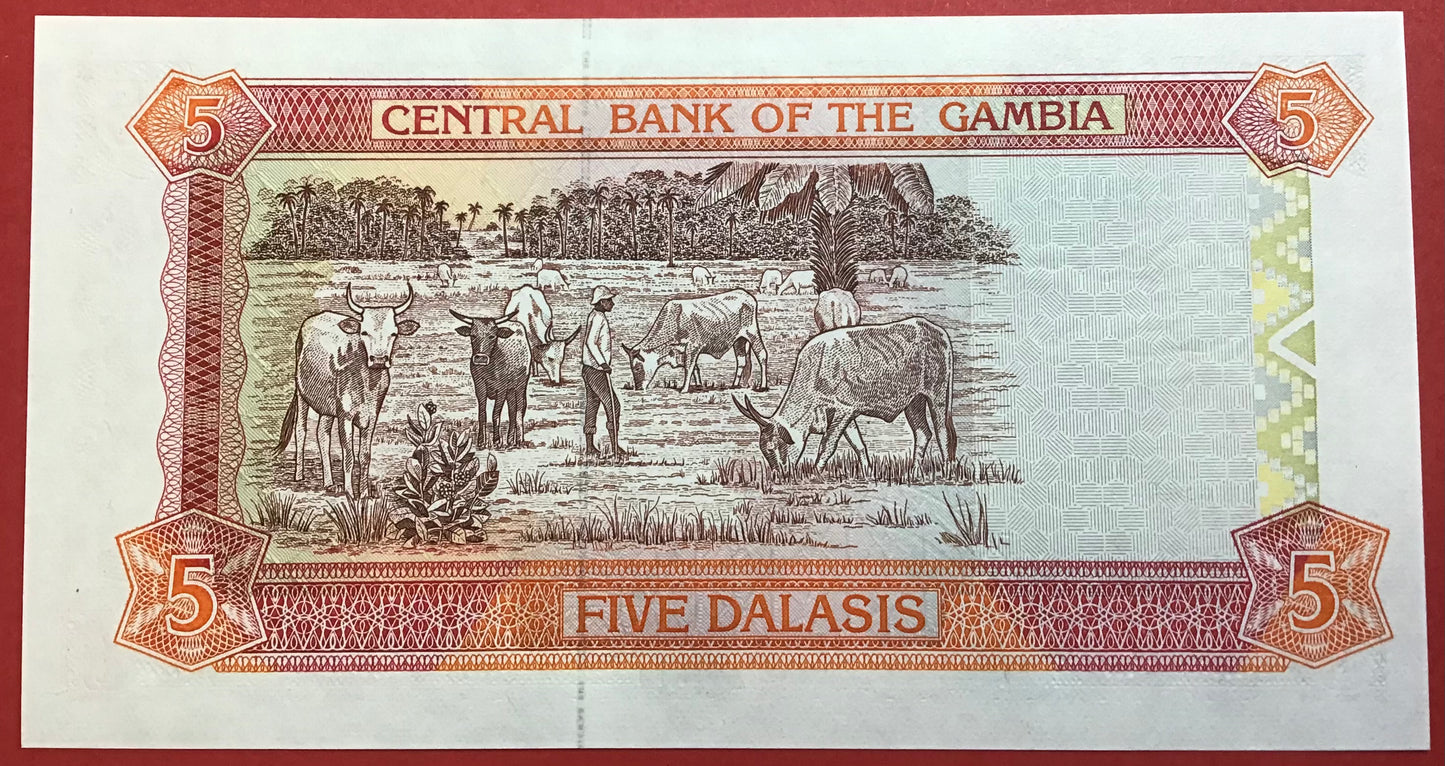 5 CENTRAL BANK OF THE GAMBIA 5
5 FIVE DALASIS 5